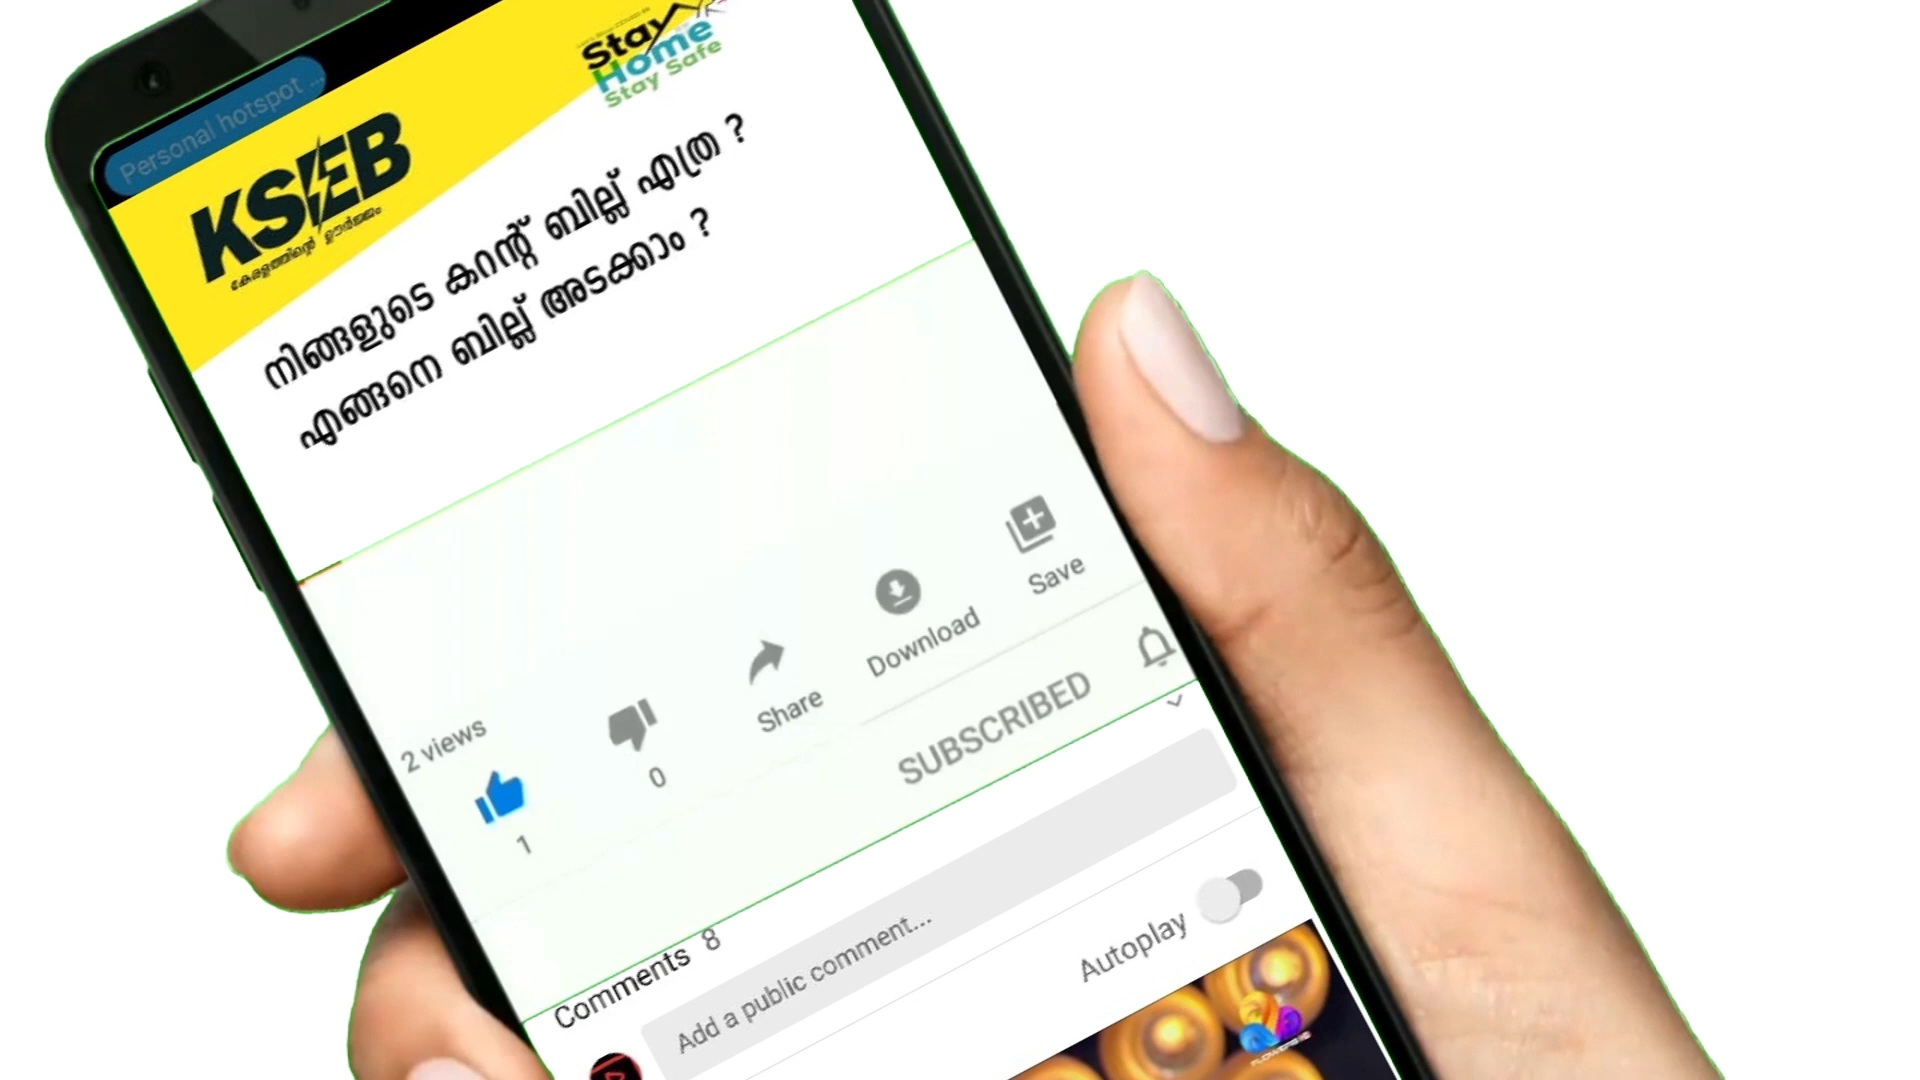 Personal hotspot ...
Stay
Home
Stay Safe
KSEB
കേരളത്തിന്റെ ഊർജ്ജം
നിങ്ങളുടെ കറന്റ് ബില്ല് എത്ര ?
എങ്ങനെ ബില്ല് അടക്കാം ?
2 views
1
0
Share
Download
Save
SUBSCRIBED
Comments 8
Add a public comment...
Autoplay